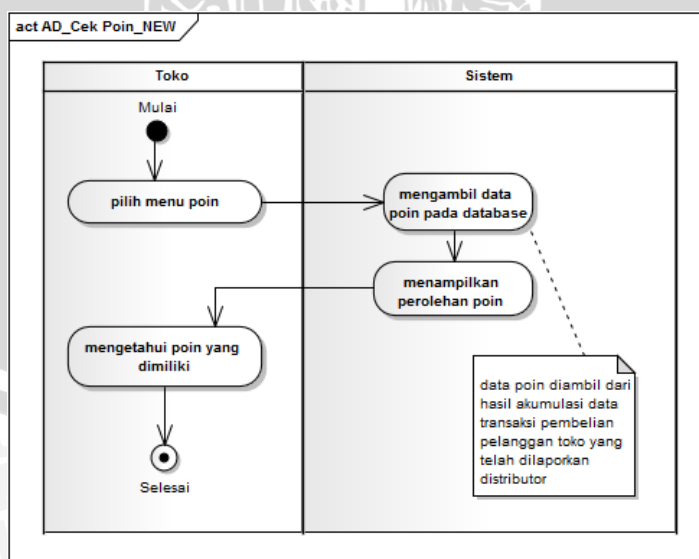 act AD_Cek Poin_NEW
Toko
Sistem
Mulai
pilih menu poin
mengambil data
poin pada database
menampilkan
perolehan poin
mengetahui poin yang
dimiliki
data poin diambil dari
hasil akumulasi data
transaksi pembelian
pelanggan toko yang
telah dilaporkan
distributor
Selesai